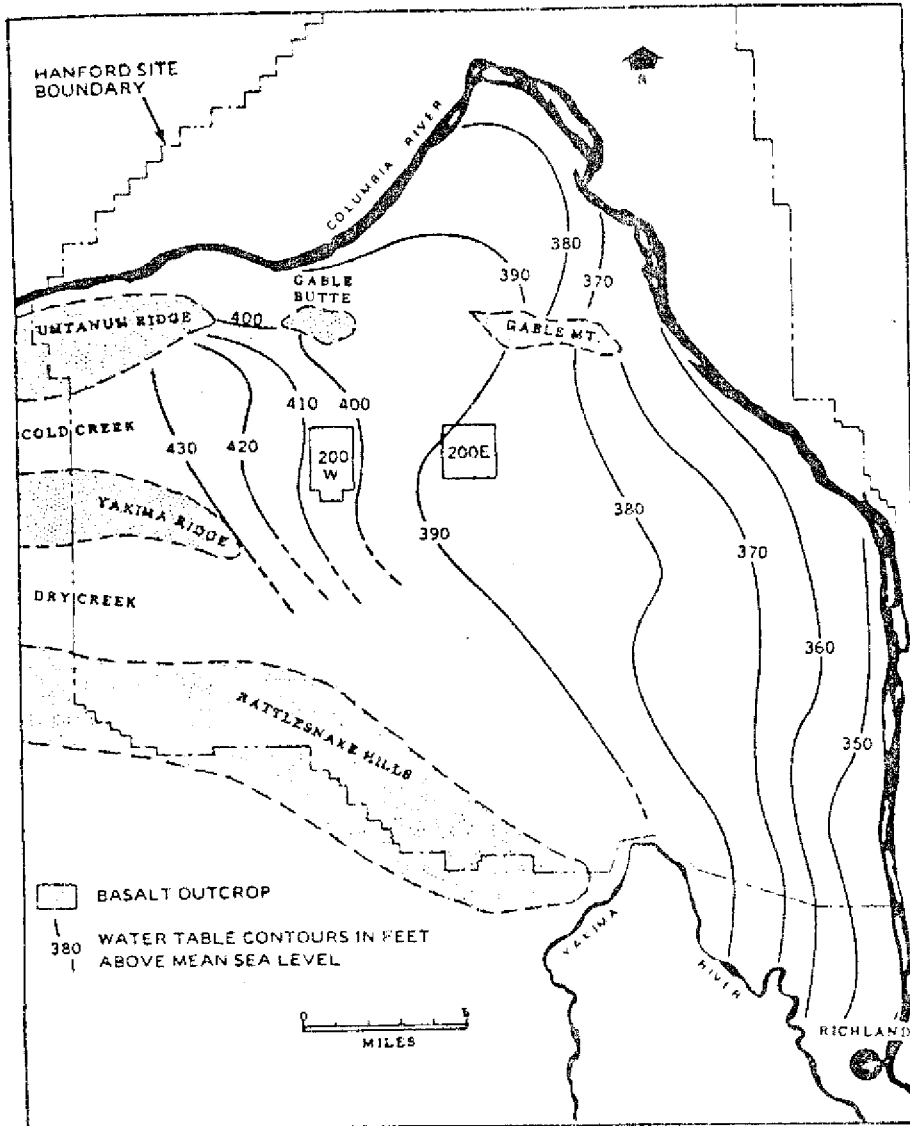 HANFORD SITE
BOUNDARY
N
COLUMBIA RIVER
380
390
370
GABLE
BUTTE
UMTANUM RIDGE
400
GABLE MT.
410
400
COLD CREEK
430
420
200
W
200E
YAKIMA RIDGE
390
380
370
DRY CREEK
360
RATTLESNAKE HILLS
350
BASALT OUTCROP
380
WATER TABLE CONTOURS IN FEET
ABOVE MEAN SEA LEVEL
YAKIMA RIVER
0
MILES
RICHLAND